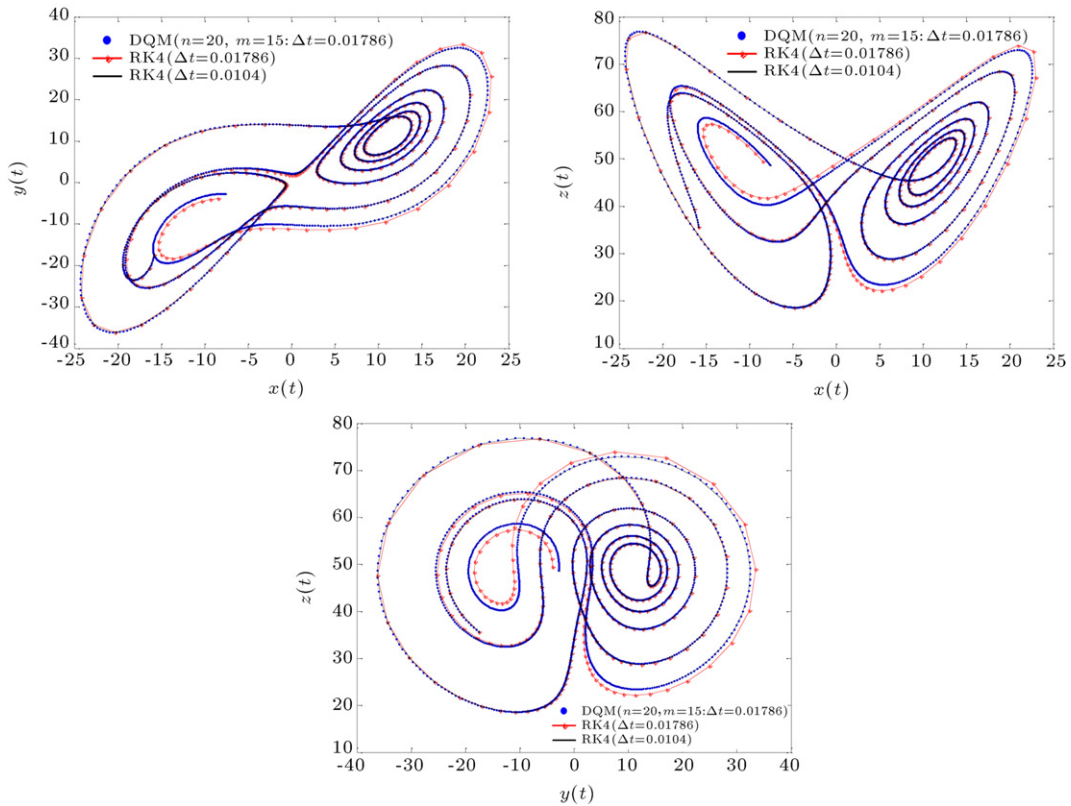 40
30
20
10
0
-10
-20
-30
-40
y(t)
DQM(n=20, m=15:Δt=0.01786)
RK4(Δt=0.01786)
RK4(Δt=0.0104)
-25 -20 -15 -10 -5 0 5 10 15 20 25
x(t)
80
70
60
50
40
30
20
10
z(t)
DQM(n=20, m=15:Δt=0.01786)
RK4(Δt=0.01786)
RK4(Δt=0.0104)
-25 -20 -15 -10 -5 0 5 10 15 20 25
x(t)
80
70
60
50
40
30
20
10
z(t)
DQM(n=20,m=15:Δt=0.01786)
RK4(Δt=0.01786)
RK4(Δt=0.0104)
-40 -30 -20 -10 0 10 20 30 40
y(t)